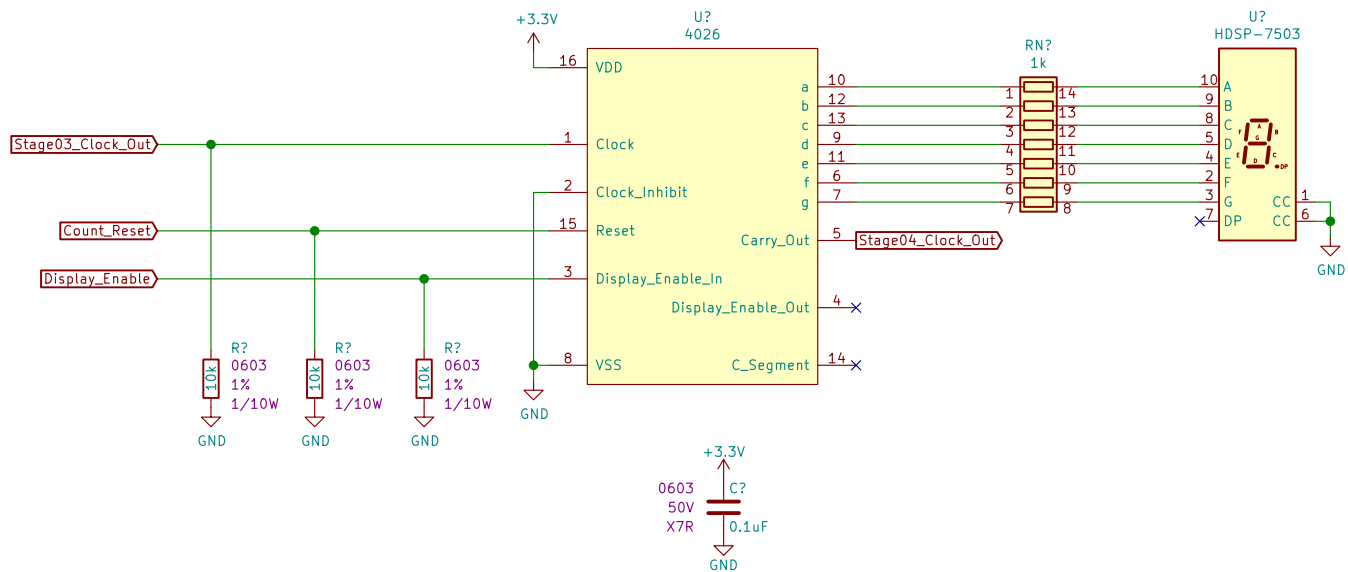 +3.3V
U?
4026
U?
HDSP-7503
RN?
1k
16
VDD
a
10
b
12
c
13
d
9
e
11
f
6
g
7
1
14
2
13
3
12
4
11
5
10
6
9
7
8
10
A
9
B
8
C
5
D
4
E
2
F
3
G
7
DP
CC
1
CC
6
A
B
C
D
E
F
G
DP
GND
Stage03_Clock_Out
1
Clock
2
Clock_Inhibit
Count_Reset
15
Reset
Carry_Out
5
Stage04_Clock_Out
Display_Enable
3
Display_Enable_In
Display_Enable_Out
4
8
VSS
C_Segment
14
GND
R?
10k
0603
1%
1/10W
GND
R?
10k
0603
1%
1/10W
GND
R?
10k
0603
1%
1/10W
GND
+3.3V
0603
C?
50V
X7R
0.1uF
GND